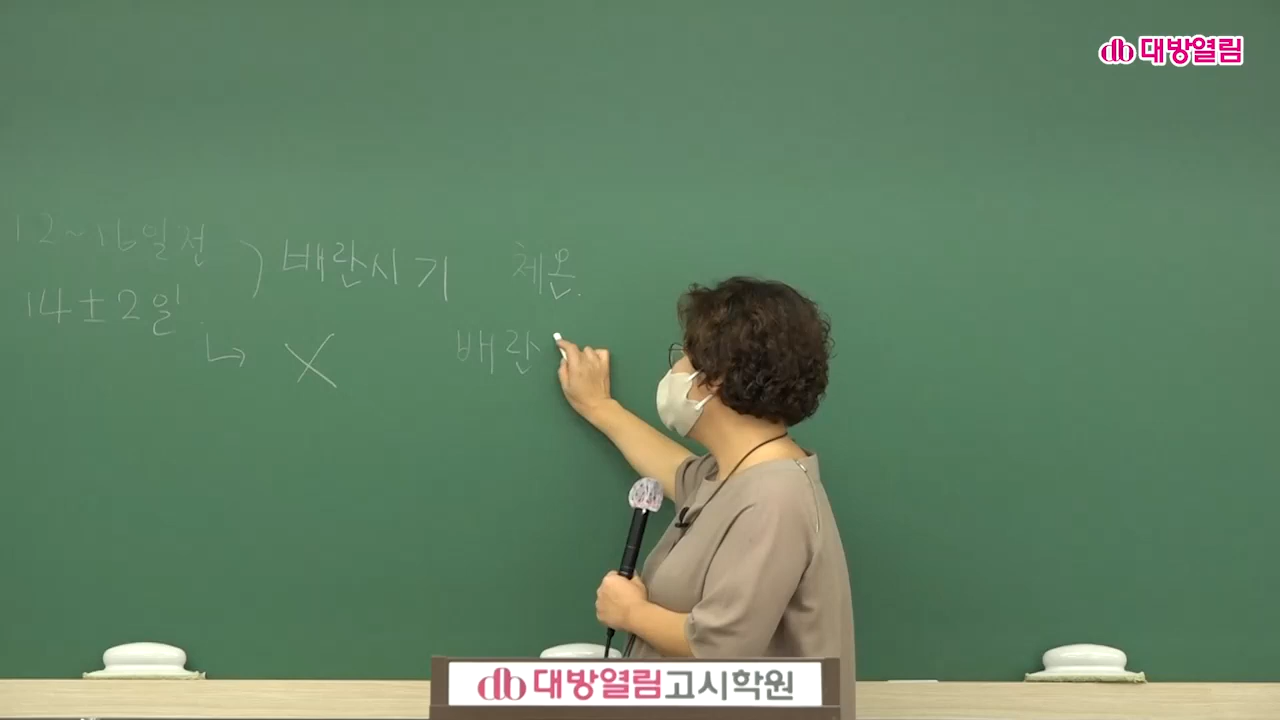 대방열림
12~16일전
14±2일
배란시기
체온.
↳ X
배란
대방열림고시학원